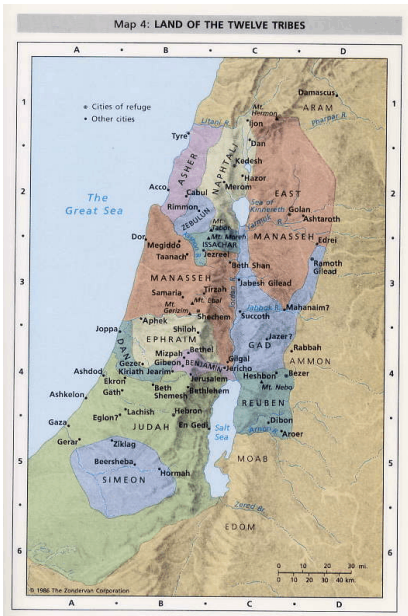 Map 4: LAND OF THE TWELVE TRIBES
A • B • C • D
1
Damascus
Mt. Hermon
ARAM
• Cities of refuge
• Other cities
Litani R.
Ijon
Pharpar R.
Tyre
Dan
ASHER
NAPHTALI
Kedesh
Hazor
2
Acco
Cabul
Merom
EAST
The
Great Sea
Rimmon
Sea of
Kinnereth
Golan
ZEBULUN
Ashtaroth
Mt. Tabor
Yarmuk R.
Dor
Mt. Moreh
MANASSEH
Edrei
Megiddo
ISSACHAR
Taanach
Jezreel
Beth Shan
Ramoth
Gilead
3
MANASSEH
Tirzah
Jabesh Gilead
Samaria
Mt. Ebal
Mt.
Gerizim
Jabbok R.
Mahanaim?
Shechem
Succoth
Aphek
Joppa
Shiloh
Jazer?
EPHRAIM
GAD
DAN
Mizpah
Bethel
Rabbah
Gezer
Gibeon
BENJAMIN
Gilgal
AMMON
4
Ashdod
Kiriath Jearim
Jericho
Heshbon
Bezer
Ekron
Jerusalem
Mt. Nebo
Gath
Beth
Shemesh
Bethlehem
Ashkelon
REUBEN
Eglon?
Lachish
Hebron
Dibon
Gaza
JUDAH
En Gedi
Salt
Sea
Arnon R.
Aroer
Gerar
Ziklag
5
Beersheba
MOAB
Hormah
SIMEON
Zered Br.
EDOM
6
0 10 20 30 mi.
0 10 20 30 40 km.
© 1986 The Zondervan Corporation
A • B • C • D